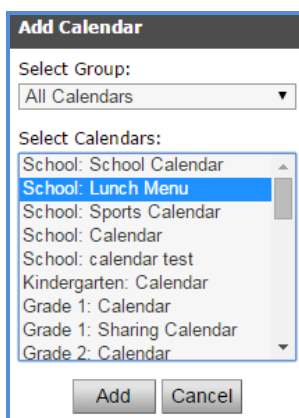 Add Calendar
Select Group:
All Calendars
Select Calendars:
School: School Calendar
School: Lunch Menu
School: Sports Calendar
School: Calendar
School: calendar test
Kindergarten: Calendar
Grade 1: Calendar
Grade 1: Sharing Calendar
Grade 2: Calendar
Add Cancel